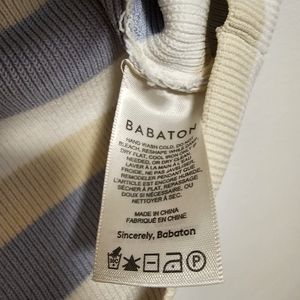 BABATON
HAND WASH COLD, DO NOT
BLEACH, RESHAPE WHILE DAMP,
DRY FLAT, COOL IRON IF
NEEDED, OR DRY CLEAN.
LAVER À LA MAIN À L'EAU
FROIDE, NE PAS JAVELLISER,
REMODELER PENDANT QUE
L'ARTICLE EST ENCORE HUMIDE,
SÉCHER À PLAT, REPASSAGE
DOUX SI NÉCESSAIRE OU
NETTOYER À SEC.
MADE IN CHINA
FABRIQUÉ EN CHINE
Sincerely, Babaton